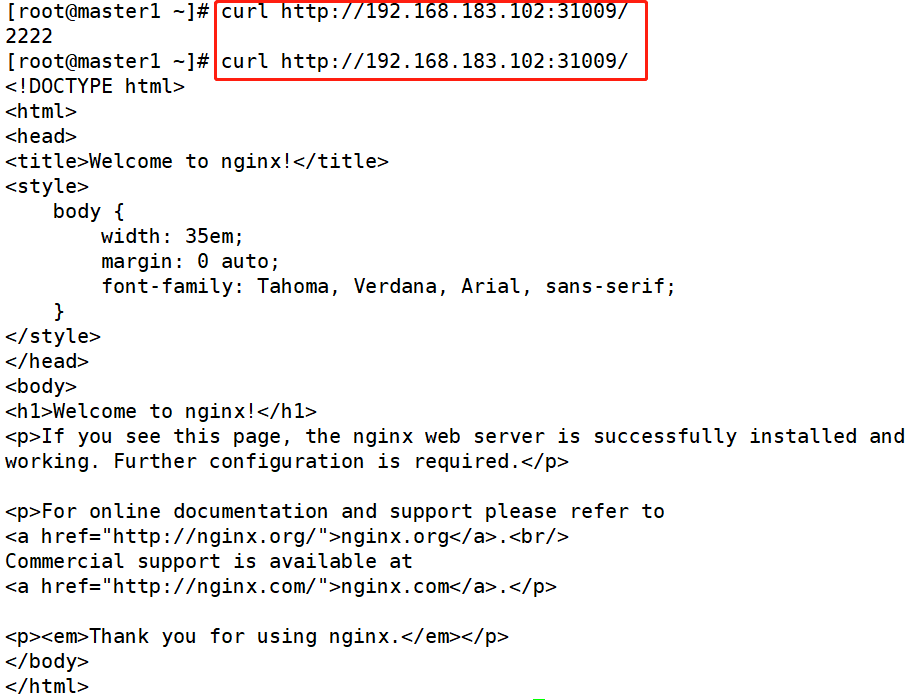 [root@master1 ~]# curl http://192.168.183.102:31009/
2222
[root@master1 ~]# curl http://192.168.183.102:31009/
<!DOCTYPE html>
<html>
<head>
<title>Welcome to nginx!</title>
<style>
    body {
        width: 35em;
        margin: 0 auto;
        font-family: Tahoma, Verdana, Arial, sans-serif;
    }
</style>
</head>
<body>
<h1>Welcome to nginx!</h1>
<p>If you see this page, the nginx web server is successfully installed and
working. Further configuration is required.</p>

<p>For online documentation and support please refer to
<a href="http://nginx.org/">nginx.org</a>.<br/>
Commercial support is available at
<a href="http://nginx.com/">nginx.com</a>.</p>

<p><em>Thank you for using nginx.</em></p>
</body>
</html>